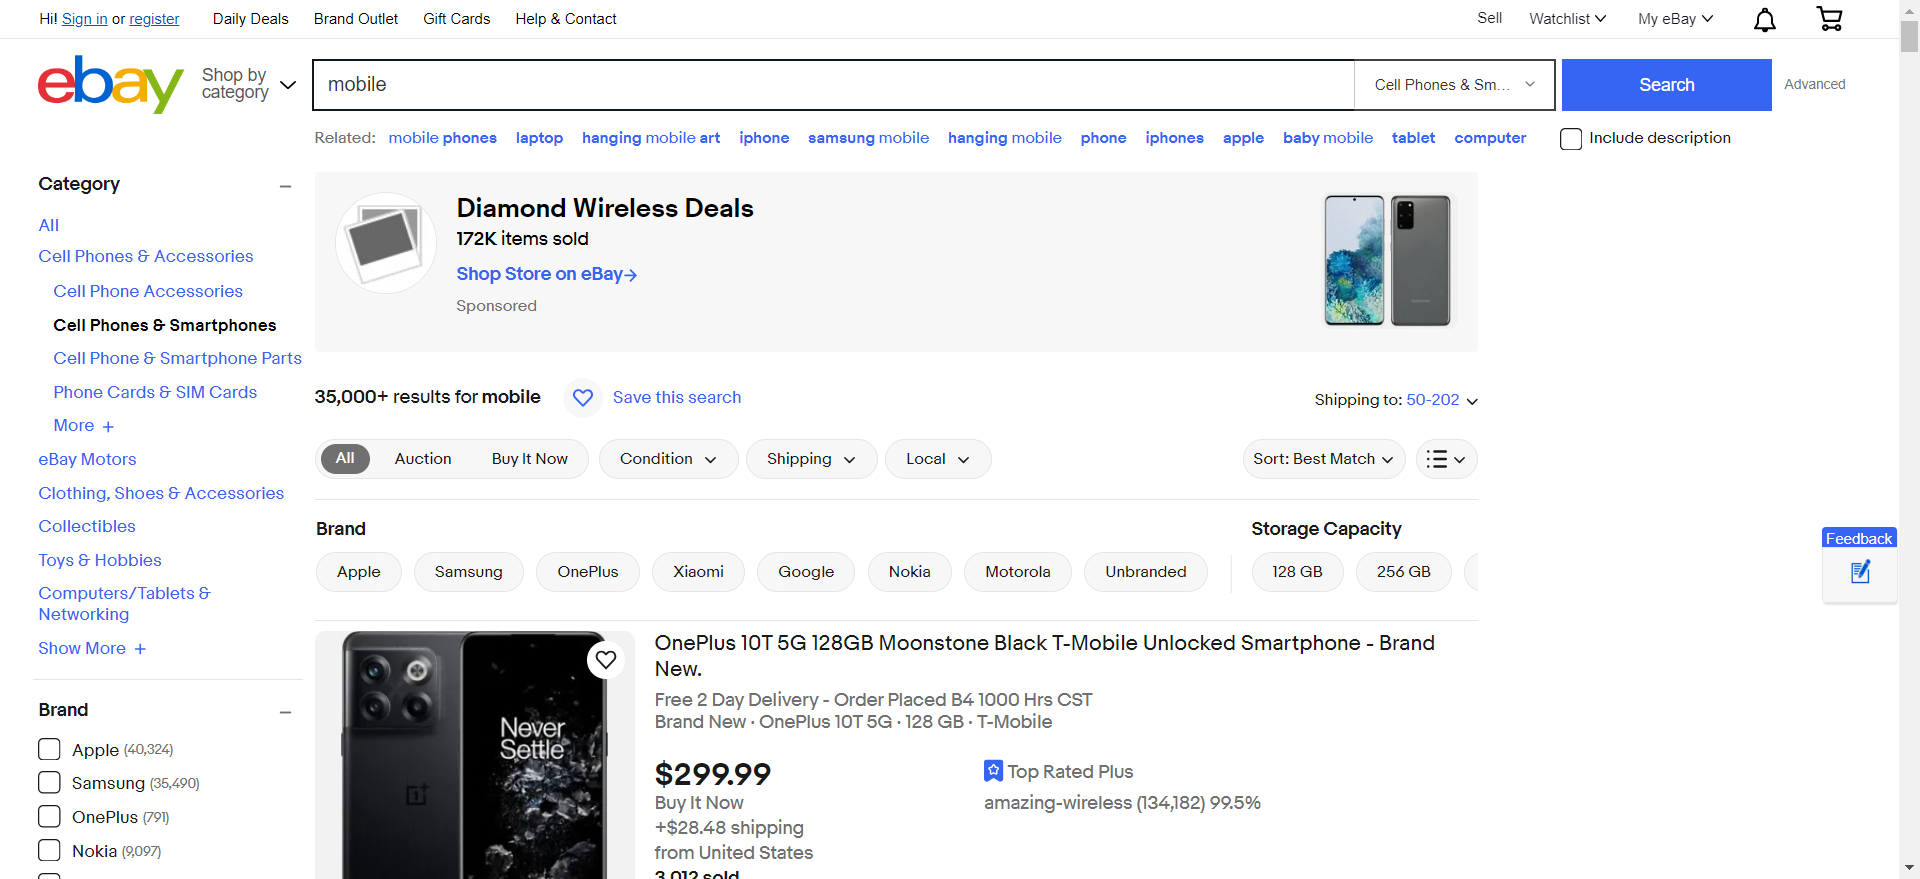 Hi! Sign in or register
Daily Deals
Brand Outlet
Gift Cards
Help & Contact
Sell
Watchlist
My eBay
ebay
Shop by
category
mobile
Cell Phones & Sm...
Search
Advanced
Related: mobile phones laptop hanging mobile art iphone samsung mobile hanging mobile phone iphones apple baby mobile tablet computer
Include description
Category
All
Cell Phones & Accessories
Cell Phone Accessories
Cell Phones & Smartphones
Cell Phone & Smartphone Parts
Phone Cards & SIM Cards
More +
eBay Motors
Clothing, Shoes & Accessories
Collectibles
Toys & Hobbies
Computers/Tablets &
Networking
Show More +
Brand
Apple (40,324)
Samsung (35,490)
OnePlus (791)
Nokia (9,097)
Diamond Wireless Deals
172K items sold
Shop Store on eBay→
Sponsored
35,000+ results for mobile
Save this search
Shipping to: 50-202
All
Auction
Buy It Now
Condition
Shipping
Local
Sort: Best Match
Brand
Apple
Samsung
OnePlus
Xiaomi
Google
Nokia
Motorola
Unbranded
Storage Capacity
128 GB
256 GB
Feedback
Never
Settle
OnePlus 10T 5G 128GB Moonstone Black T-Mobile Unlocked Smartphone - Brand
New.
Free 2 Day Delivery - Order Placed B4 1000 Hrs CST
Brand New · OnePlus 10T 5G · 128 GB · T-Mobile
$299.99
Buy It Now
+$28.48 shipping
from United States
3,012 sold
Top Rated Plus
amazing-wireless (134,182) 99.5%